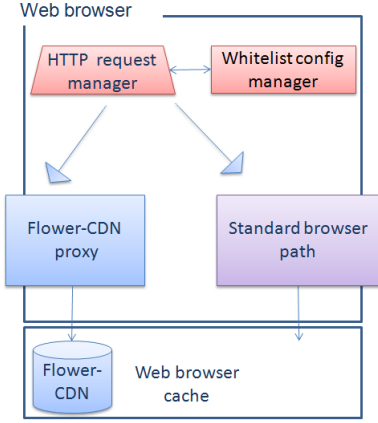 Web browser
HTTP request
manager
Whitelist config
manager
Flower-CDN
proxy
Standard browser
path
Flower-
CDN
Web browser
cache